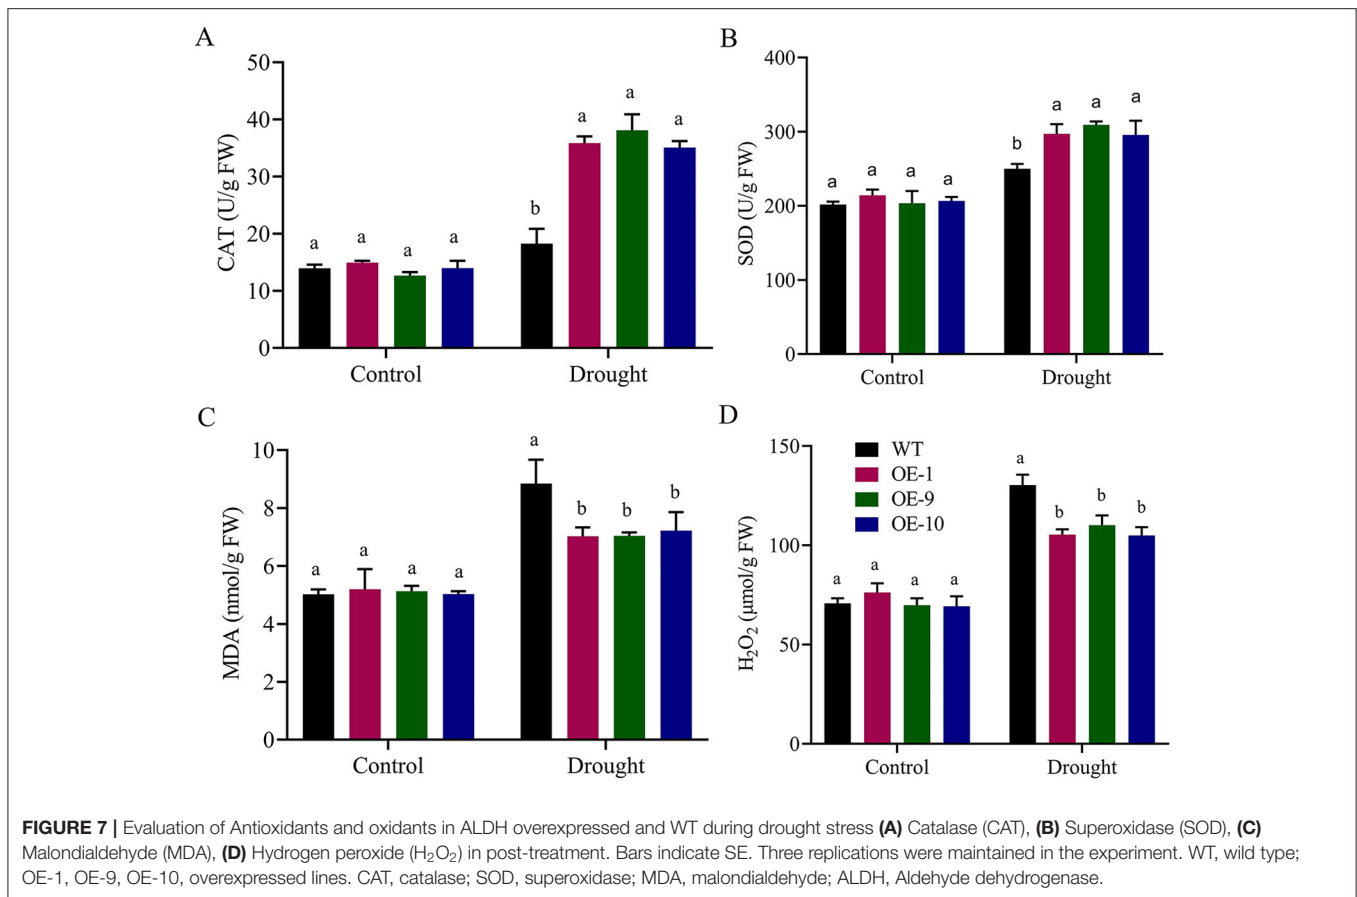 A
50
40
30
20
10
0
CAT (U/g FW)
a
a
a
a
b
a
a
a
Control
Drought
B
400
300
200
100
0
SOD (U/g FW)
a
a
a
a
b
a
a
a
Control
Drought
C
10
8
6
4
2
0
MDA (nmol/g FW)
a
a
a
a
a
b
b
b
Control
Drought
D
150
100
50
0
H₂O₂ (µmol/g FW)
WT
OE-1
OE-9
OE-10
a
a
a
a
a
b
b
b
Control
Drought
FIGURE 7 | Evaluation of Antioxidants and oxidants in ALDH overexpressed and WT during drought stress (A) Catalase (CAT), (B) Superoxidase (SOD), (C)
Malondialdehyde (MDA), (D) Hydrogen peroxide (H₂O₂) in post-treatment. Bars indicate SE. Three replications were maintained in the experiment. WT, wild type;
OE-1, OE-9, OE-10, overexpressed lines. CAT, catalase; SOD, superoxidase; MDA, malondialdehyde; ALDH, Aldehyde dehydrogenase.